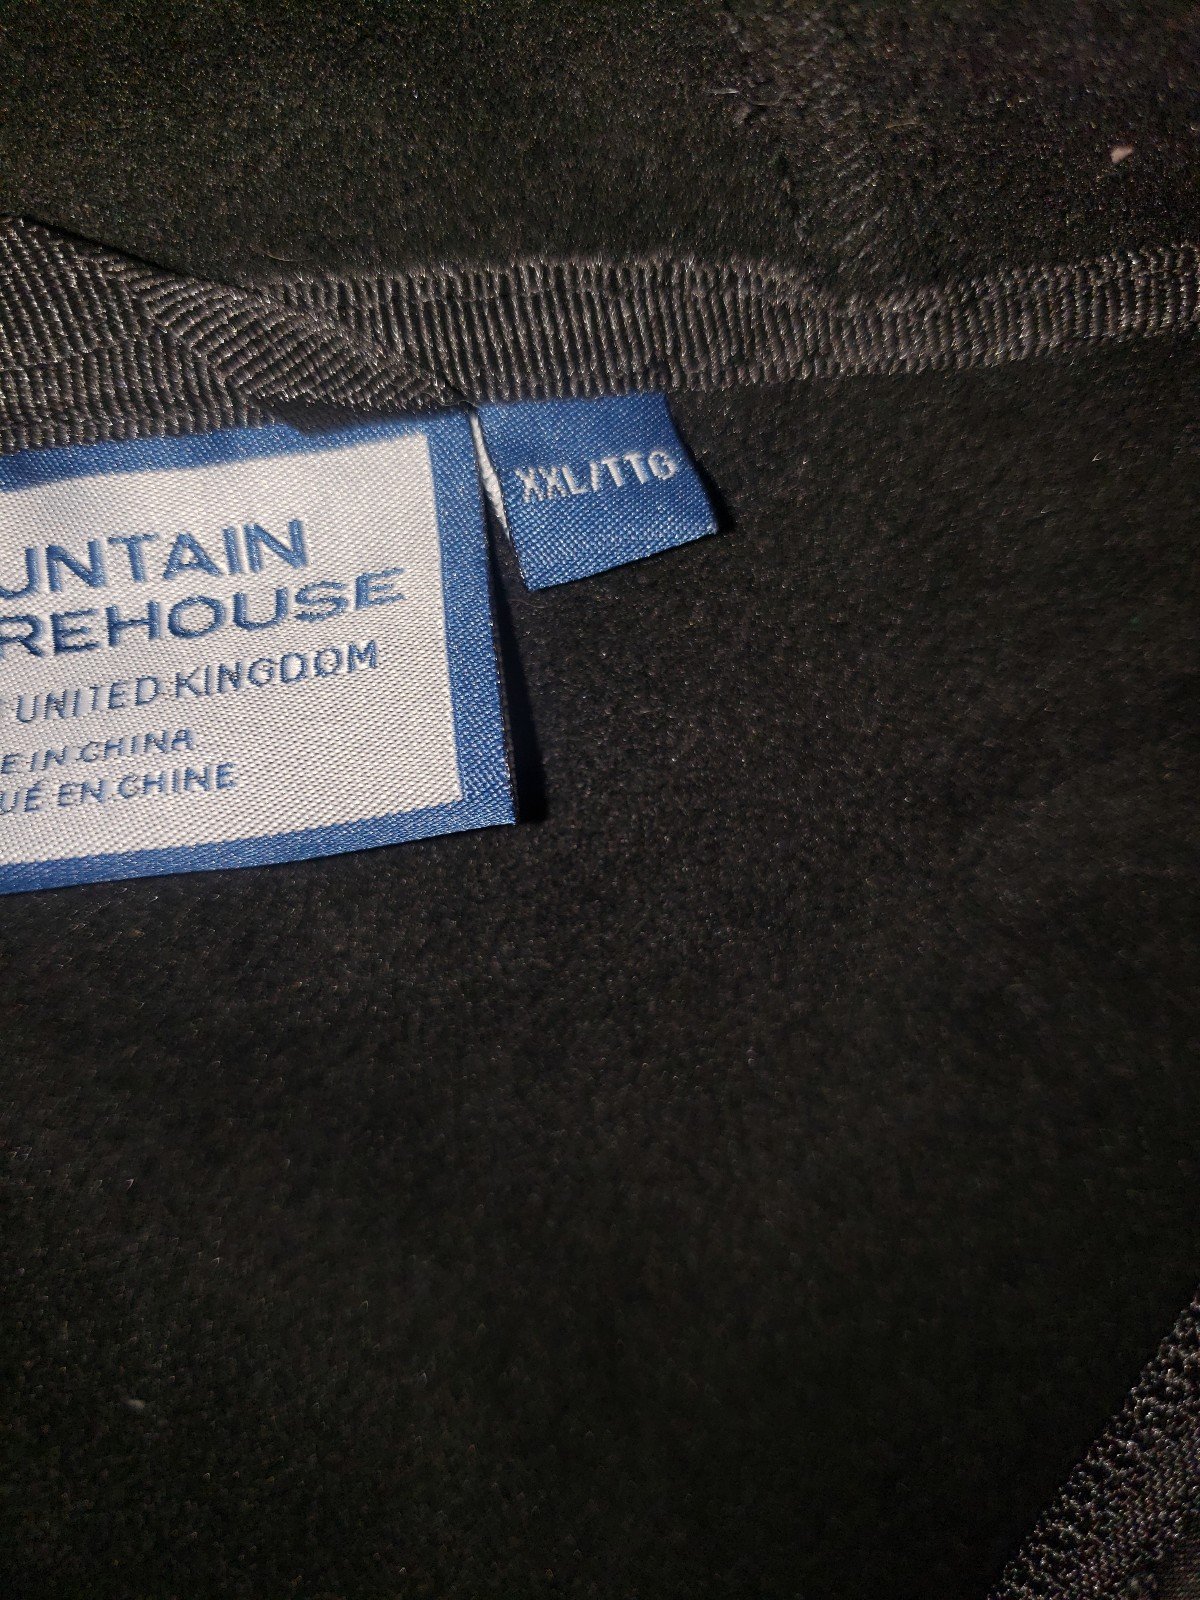 XXL/TTG
UNTAIN
REHOUSE
UNITED KINGDOM
E IN CHINA
UÉ EN CHINE